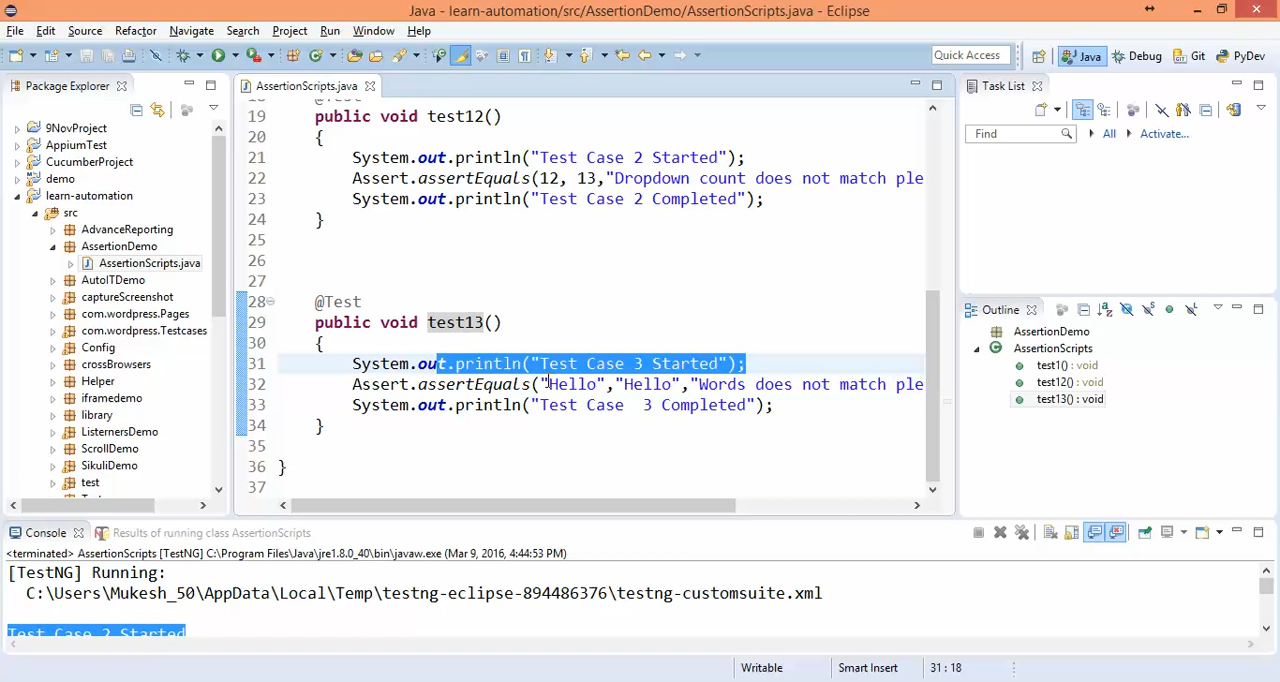 Java - learn-automation/src/AssertionDemo/AssertionScripts.java - Eclipse
File Edit Source Refactor Navigate Search Project Run Window Help
Quick Access Java Debug Git PyDev
Package Explorer
9NovProject
AppiumTest
CucumberProject
demo
learn-automation
src
AdvanceReporting
AssertionDemo
AssertionScripts.java
AutoITDemo
captureScreenshot
com.wordpress.Pages
com.wordpress.Testcases
Config
crossBrowsers
Helper
iframedemo
library
ListernersDemo
ScrollDemo
SikuliDemo
test
AssertionScripts.java
18 @Test
19 public void test12()
20 {
21 System.out.println("Test Case 2 Started");
22 Assert.assertEquals(12, 13,"Dropdown count does not match ple
23 System.out.println("Test Case 2 Completed");
24 }
25
26
27
28 @Test
29 public void test13()
30 {
31 System.out.println("Test Case 3 Started");
32 Assert.assertEquals("Hello","Hello","Words does not match ple
33 System.out.println("Test Case  3 Completed");
34 }
35
36 }
37
Task List
Find All Activate...
Outline
AssertionDemo
AssertionScripts
test1() : void
test12() : void
test13() : void
Console Results of running class AssertionScripts
<terminated> AssertionScripts [TestNG] C:\Program Files\Java\jre1.8.0_40\bin\javaw.exe (Mar 9, 2016, 4:44:53 PM)
[TestNG] Running:
C:\Users\Mukesh_50\AppData\Local\Temp\testng-eclipse-894486376\testng-customsuite.xml
Test Case 2 Started
Writable Smart Insert 31 : 18